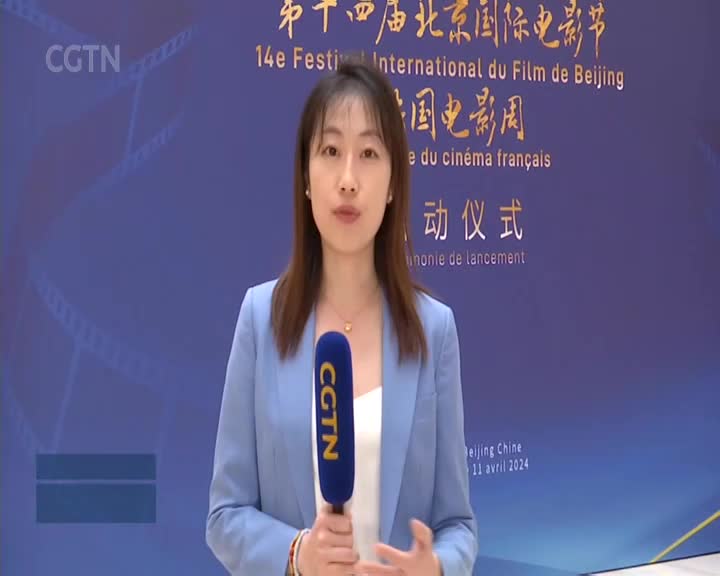 CGTN
第十四届北京国际电影节
14e Festival International du Film de Beijing
国电影周
e du cinéma français
动仪式
monie de lancement
CGTN
Beijing Chine
11 avril 2024